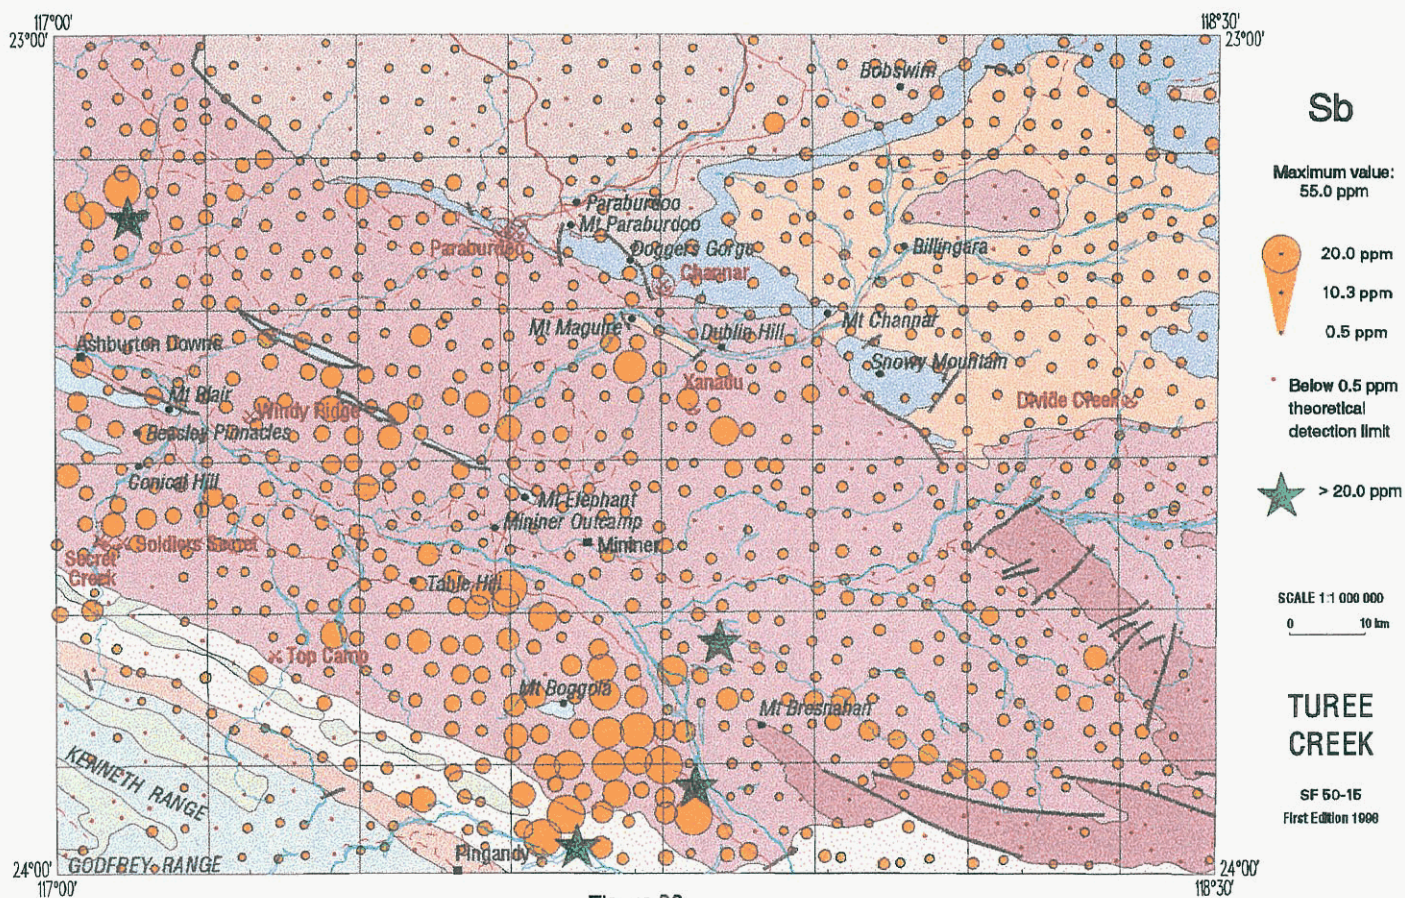 117°00'
118°30'
23°00'
23°00'
Bobswim
Sb
Maximum value:
55.0 ppm
Paraburdoo
Mt Paraburdoo
Paraburdoo
Doggers Gorge
Billingara
Channar
20.0 ppm
10.3 ppm
0.5 ppm
Mt Maguire
Dublin Hill
Mt Channar
Ashburton Downs
Snowy Mountain
Below 0.5 ppm
theoretical
detection limit
Mt Blair
Windy Ridge
Xanadu
Divide Creek
Beasley Pinnacles
Conical Hill
Mt Elephant
> 20.0 ppm
Mininer Outcamp
Soldiers Secret
Mininer
Secret
Creek
Table Hill
SCALE 1:1 000 000
0 10 km
Top Camp
Mt Boggola
Mt Bresnahan
TUREE
CREEK
KENNETH RANGE
SF 50-15
First Edition 1998
Pingandy
GODFREY RANGE
24°00'
24°00'
117°00'
118°30'